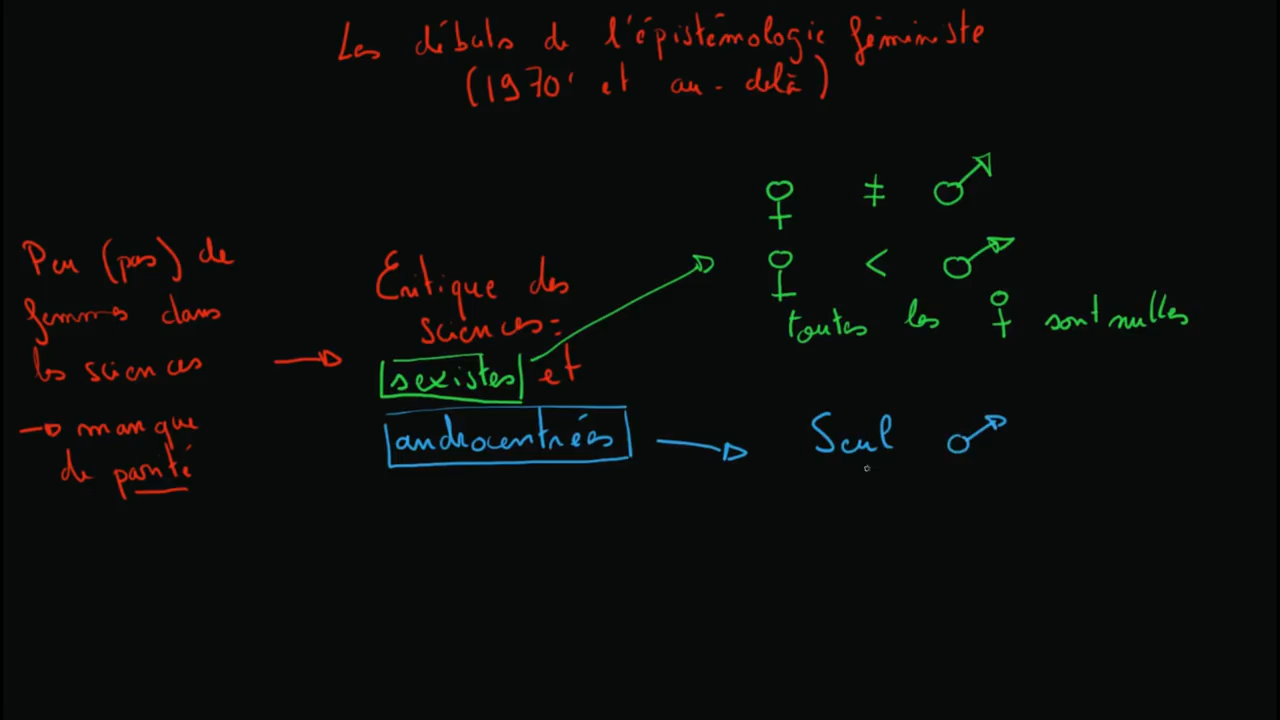 Les débats de l'épistémologie féministe
(1970' et au-delà)
Peu (pas) de
femmes dans
les sciences
→ manque
de parité
→
Critique des
sciences:
sexistes et
androcentrées
♀ ≠ ♂
♀ < ♂
toutes les ♀ sont nulles
→ Seul ♂